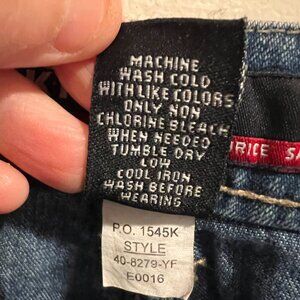 MACHINE
WASH COLD
WITH LIKE COLORS
ONLY NON
CHLORINE BLEACH
WHEN NEEDED
TUMBLE DRY
LOW
COOL IRON
WASH BEFORE
WEARING
P.O. 1545K
STYLE
40-8279-YF
E0016